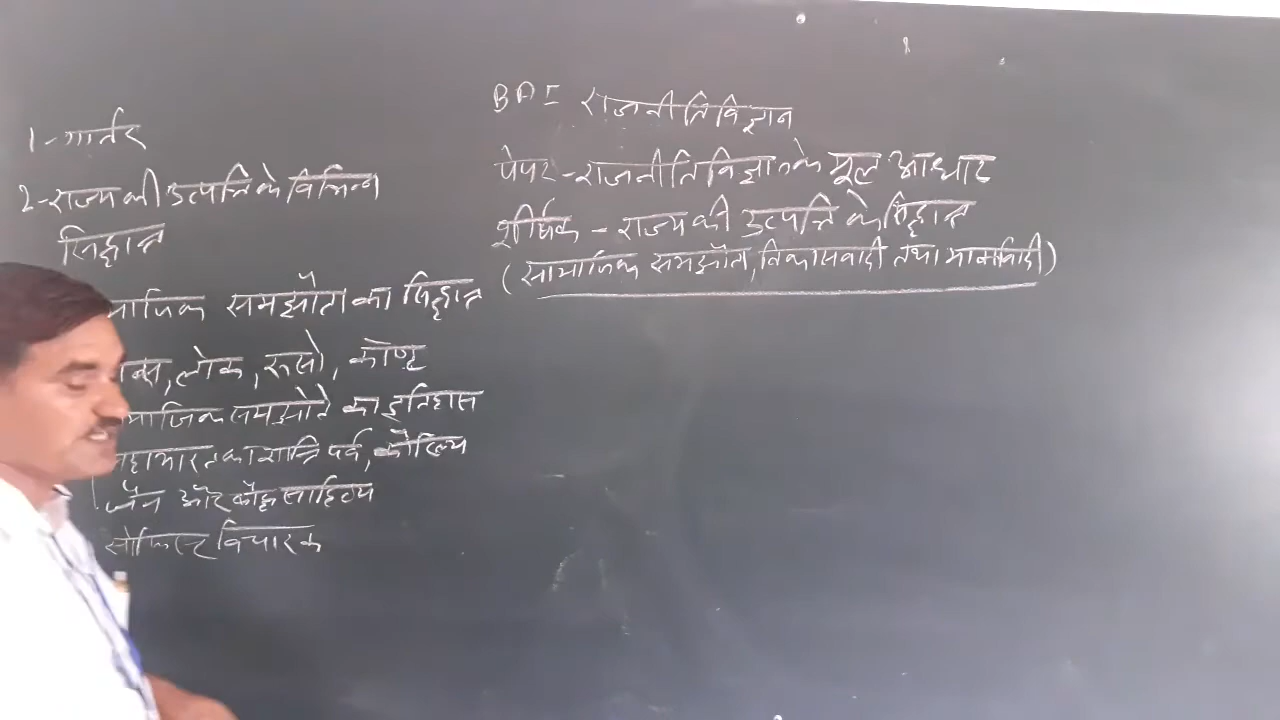 BA I राजनीति विज्ञान
पेपर - राजनीति विज्ञान के मूल आधार
शीर्षक - राज्य की उत्पत्ति के सिद्धान्त
(सामाजिक समझौता, विकासवादी तथा मार्क्सवादी)
1- गार्नर
2- राज्य की उत्पत्ति के विभिन्न
सिद्धान्त
माजिक समझौता का सिद्धान्त
ब्स, लोक, रूसो, काण्ट
माजिक समझौते का इतिहास
महाभारत का शान्ति पर्व, कौटिल्य
जैन और बौद्ध साहित्य
सोफिस्ट विचारक